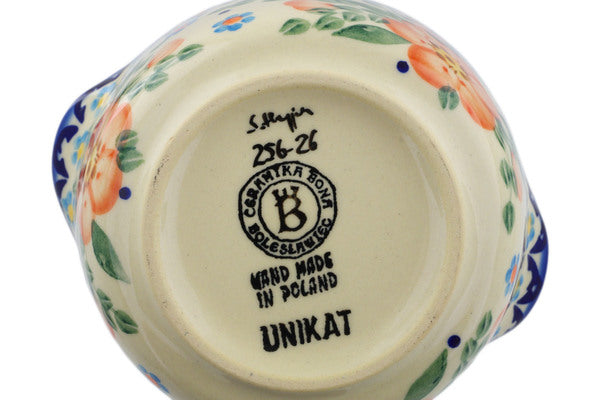 256-26
CERAMIKA BONA
B
BOLESŁAWIEC
HAND MADE
IN POLAND
UNIKAT